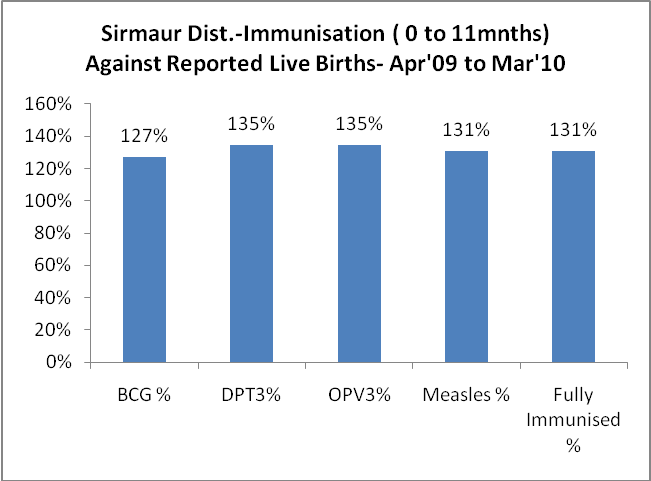 Sirmaur Dist.-Immunisation ( 0 to 11mnths)
Against Reported Live Births- Apr'09 to Mar'10
160%
140%
120%
100%
80%
60%
40%
20%
0%
127%
135%
135%
131%
131%
BCG %
DPT3%
OPV3%
Measles %
Fully
Immunised
%